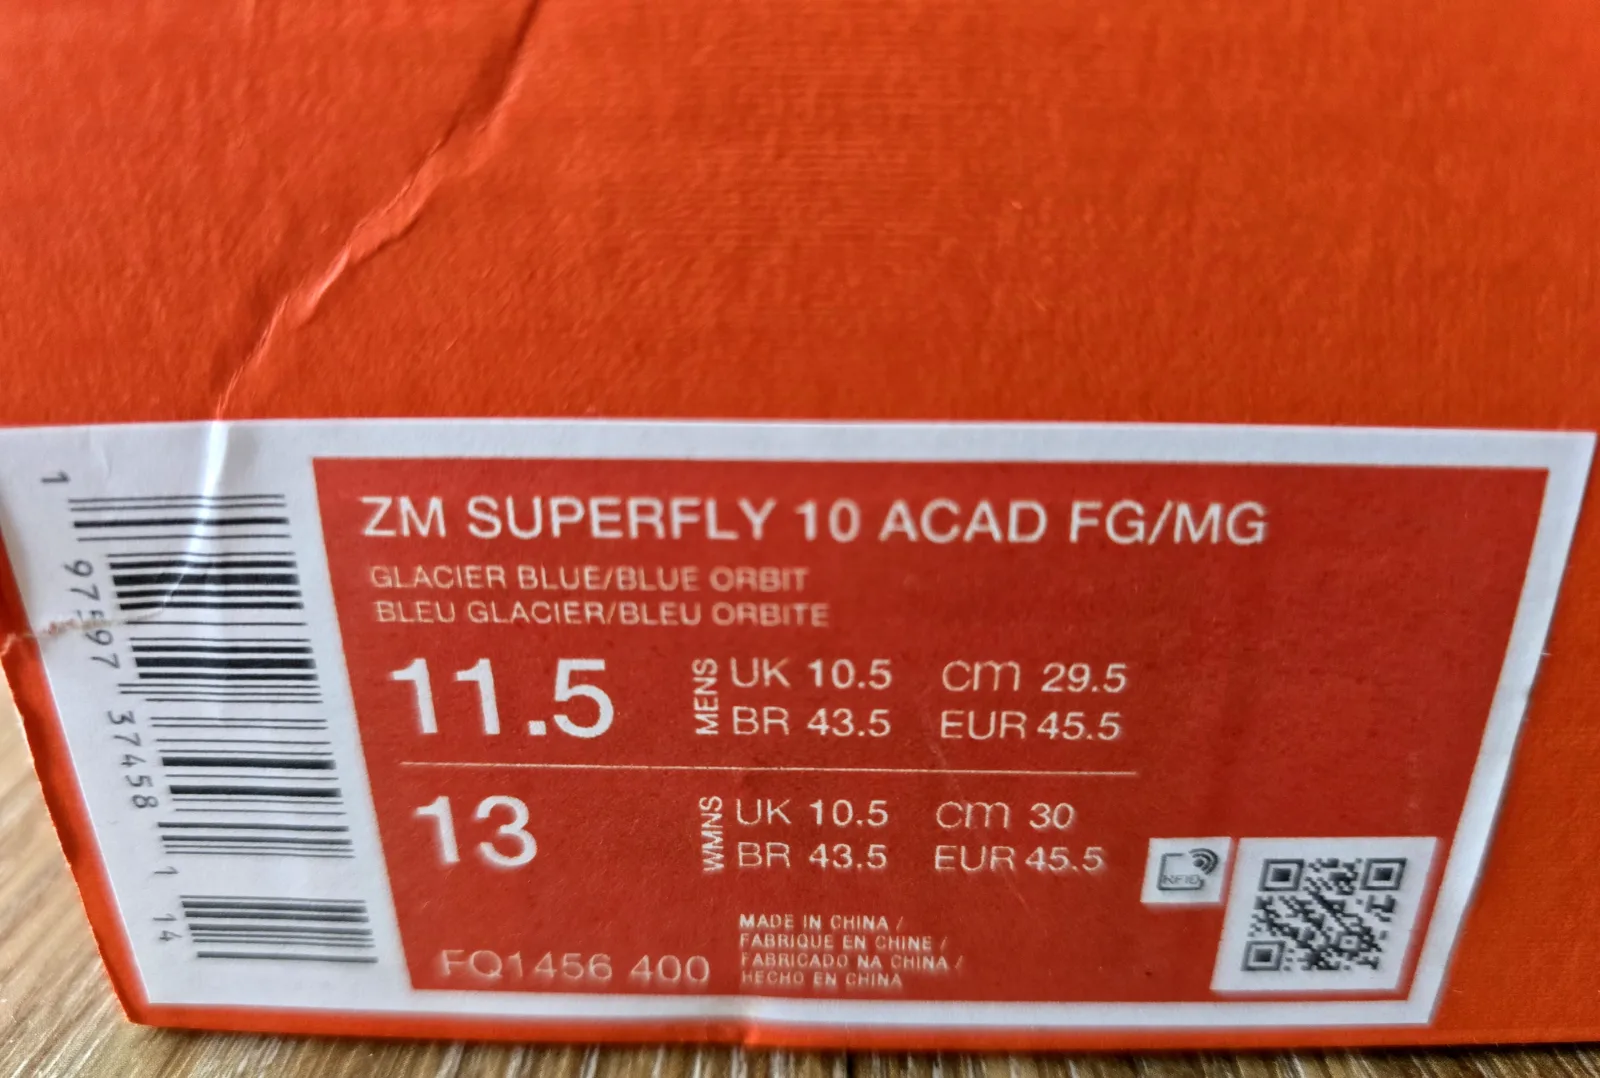 ZM SUPERFLY 10 ACAD FG/MG
GLACIER BLUE/BLUE ORBIT
BLEU GLACIER/BLEU ORBITE
11.5 MENS UK 10.5 cm 29.5
BR 43.5 EUR 45.5
13 WMNS UK 10.5 cm 30
BR 43.5 EUR 45.5
FQ1456 400
MADE IN CHINA /
FABRIQUE EN CHINE /
FABRICADO NA CHINA /
HECHO EN CHINA
RFID
1 97597 37458 1 14